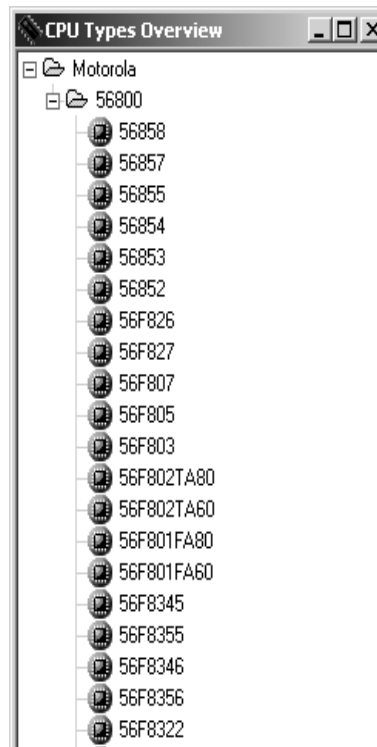 CPU Types Overview
Motorola
56800
56858
56857
56855
56854
56853
56852
56F826
56F827
56F807
56F805
56F803
56F802TA80
56F802TA60
56F801FA80
56F801FA60
56F8345
56F8355
56F8346
56F8356
56F8322